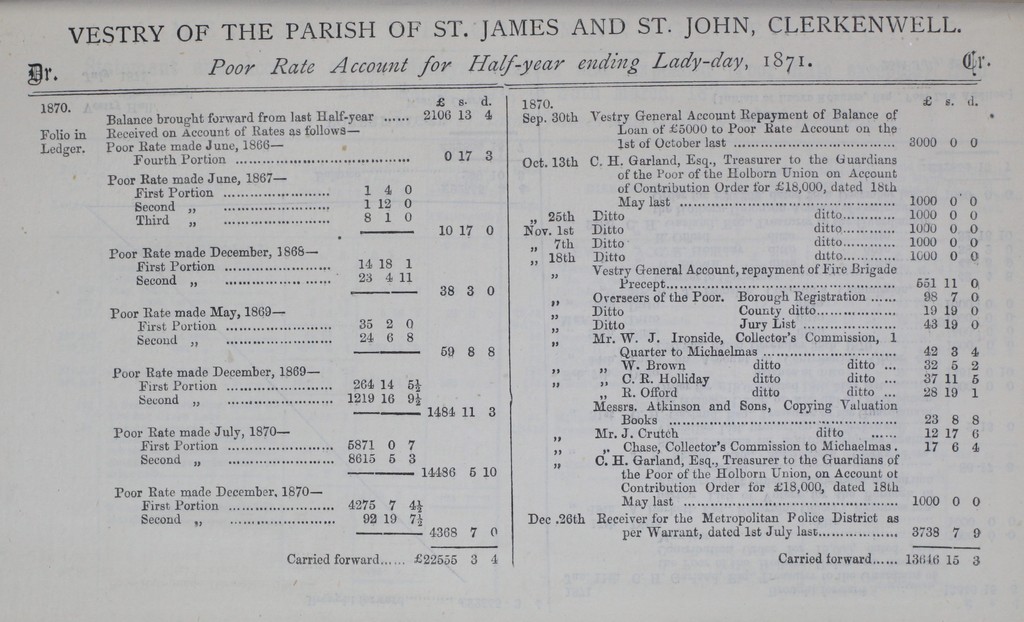 VESTRY OF THE PARISH OF ST. JAMES AND ST. JOHN, CLERKENWELL.
Dr. Poor Rate Account for Half-year ending Lady-day, 1871. Cr.
1870. £ s. d.
Balance brought forward from last Half-year ...... 2106 13 4
Folio in Received on Account of Rates as follows—
Ledger. Poor Rate made June, 1866—
Fourth Portion ........................................ 0 17 3
Poor Rate made June, 1867—
First Portion ........................ 1 4 0
Second „ ........................ 1 12 0
Third „ ........................ 8 1 0
10 17 0
Poor Rate made December, 1868—
First Portion ........................ 14 18 1
Second „ ........................ 23 4 11
38 3 0
Poor Rate made May, 1869—
First Portion ........................ 35 2 0
Second „ ........................ 24 6 8
59 8 8
Poor Rate made December, 1869—
First Portion ........................ 264 14 5½
Second „ ........................ 1219 16 9½
1484 11 3
Poor Rate made July, 1870—
First Portion ........................ 5871 0 7
Second „ ........................ 8615 5 3
14486 5 10
Poor Rate made December, 1870—
First Portion ........................ 4275 7 4½
Second „ ........................ 92 19 7½
4368 7 0
Carried forward...... £22555 3 4
1870. £ s. d.
Sep. 30th Vestry General Account Repayment of Balance of
Loan of £5000 to Poor Rate Account on the
1st of October last .................................... 3000 0 0
Oct. 13th C. H. Garland, Esq., Treasurer to the Guardians
of the Poor of the Holborn Union on Account
of Contribution Order for £18,000, dated 18th
May last ................................................ 1000 0 0
„ 25th Ditto ditto............ 1000 0 0
Nov. 1st Ditto ditto............ 1000 0 0
„ 7th Ditto ditto............ 1000 0 0
„ 18th Ditto ditto............ 1000 0 0
„ Vestry General Account, repayment of Fire Brigade
Precept.................................................. 551 11 0
„ Overseers of the Poor. Borough Registration ...... 98 7 0
„ Ditto County ditto.................. 19 19 0
„ Ditto Jury List ..................... 43 19 0
„ Mr. W. J. Ironside, Collector's Commission, 1
Quarter to Michaelmas .............................. 42 3 4
„ „ W. Brown ditto ditto ... 32 5 2
„ „ C. R. Holliday ditto ditto ... 37 11 5
„ R. Offord ditto ditto ... 28 19 1
Messrs. Atkinson and Sons, Copying Valuation
Books .................................................. 23 8 8
„ Mr. J. Crutch ditto ...... 12 17 6
„ „ Chase, Collector's Commission to Michaelmas . 17 6 4
„ C. H. Garland, Esq., Treasurer to the Guardians of
the Poor of the Holborn Union, on Account of
Contribution Order for £18,000, dated 18th
May last ................................................ 1000 0 0
Dec .26th Receiver for the Metropolitan Police District as
per Warrant, dated 1st July last.................. 3738 7 9
Carried forward...... 13646 15 3